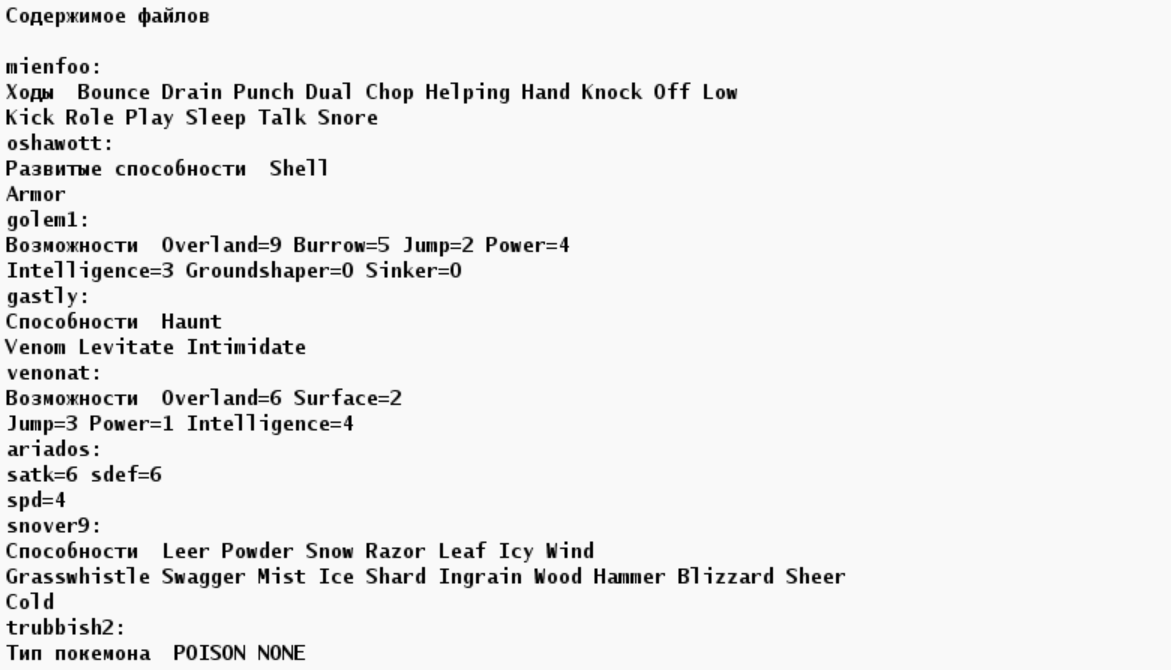 Содержимое файлов
mienfoo:
Ходы  Bounce Drain Punch Dual Chop Helping Hand Knock Off Low
Kick Role Play Sleep Talk Snore
oshawott:
Развитые способности  Shell
Armor
golem1:
Возможности  Overland=9 Burrow=5 Jump=2 Power=4
Intelligence=3 Groundshaper=0 Sinker=0
gastly:
Способности  Haunt
Venom Levitate Intimidate
venonat:
Возможности  Overland=6 Surface=2
Jump=3 Power=1 Intelligence=4
ariados:
satk=6 sdef=6
spd=4
snover9:
Способности  Leer Powder Snow Razor Leaf Icy Wind
Grasswhistle Swagger Mist Ice Shard Ingrain Wood Hammer Blizzard Sheer
Cold
trubbish2:
Тип покемона  POISON NONE